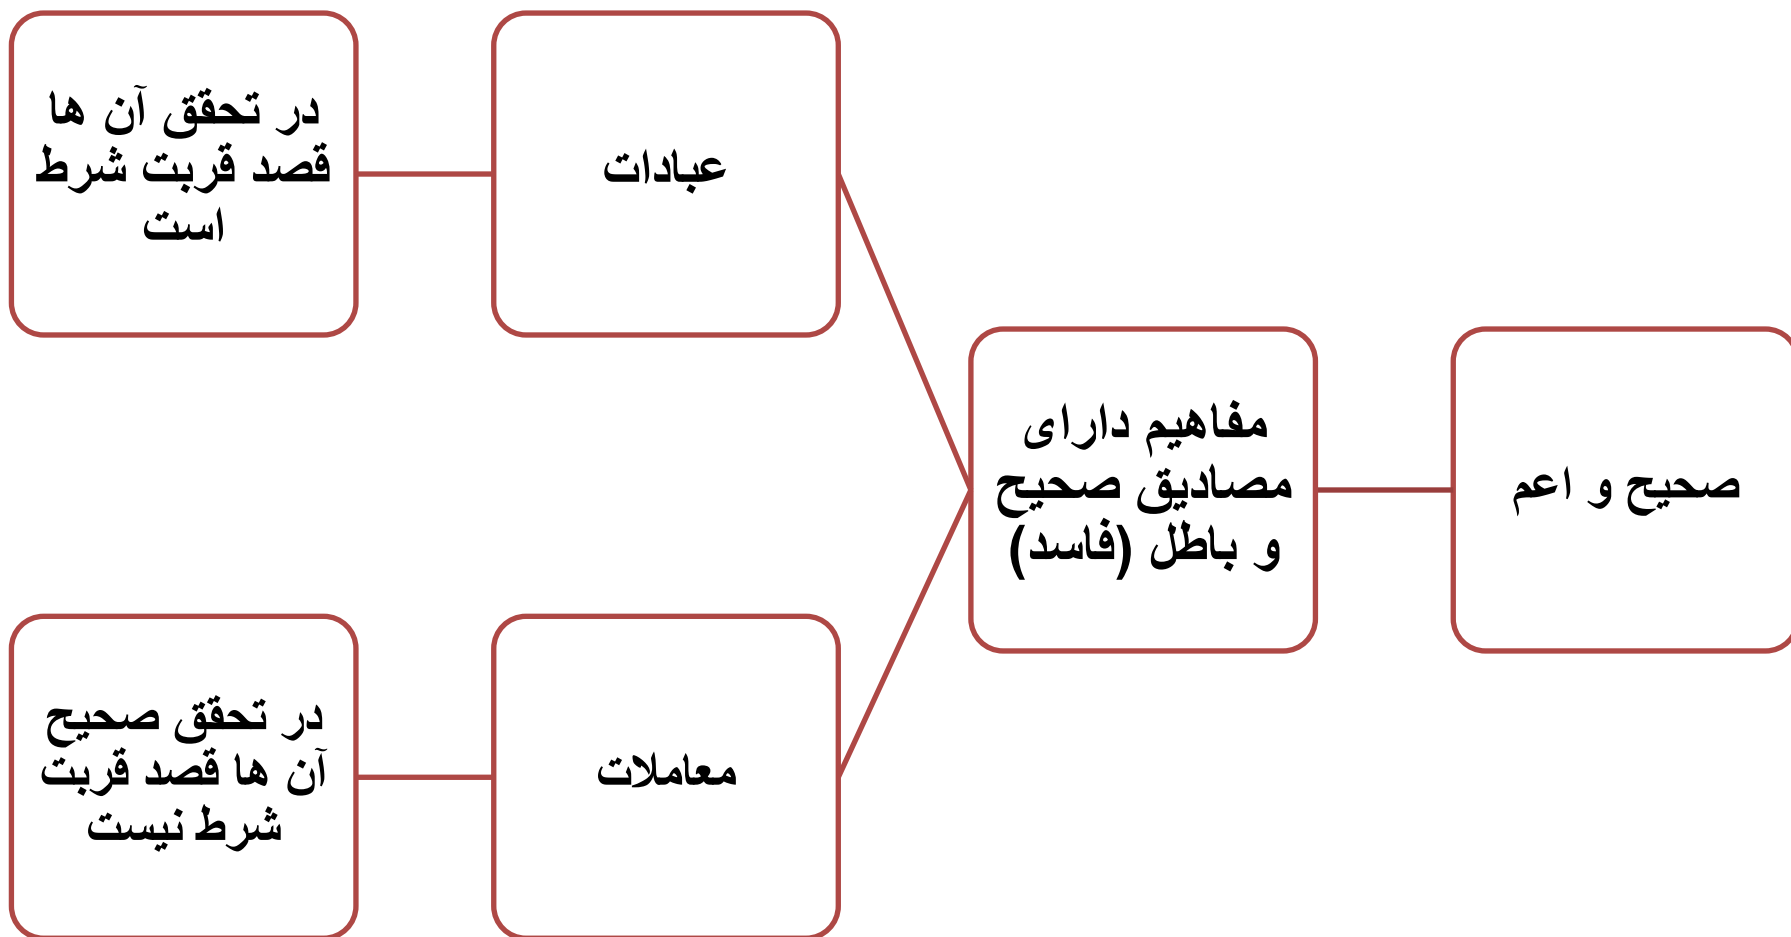 صحیح و اعم
مفاهیم دارای
مصادیق صحیح
و باطل (فاسد)
عبادات
در تحقق آن ها
قصد قربت شرط
است
معاملات
در تحقق صحیح
آن ها قصد قربت
شرط نیست